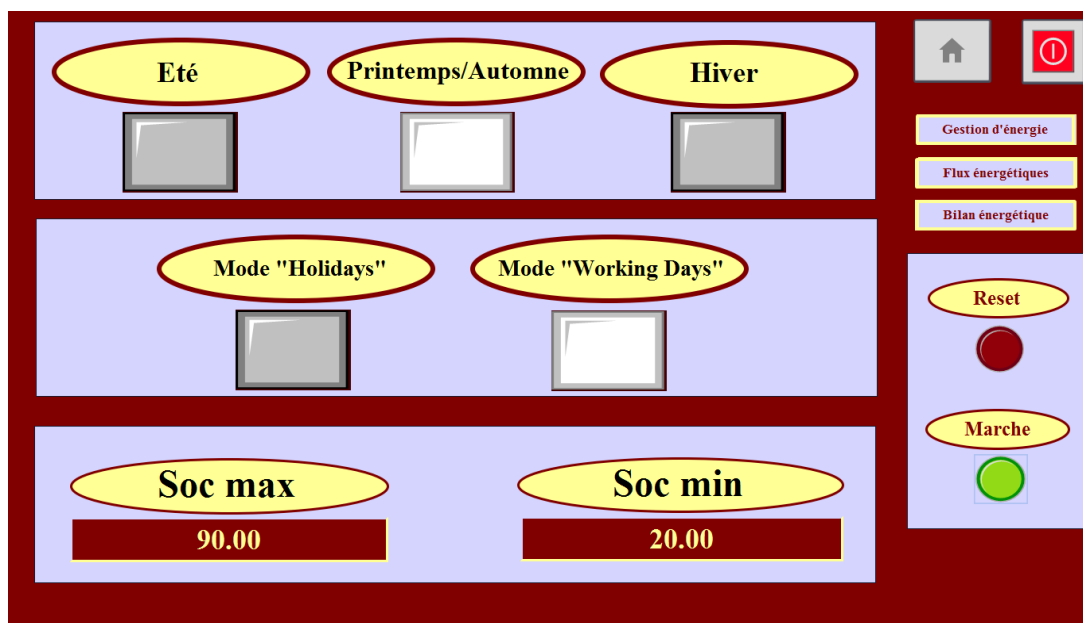 Eté
Printemps/Automne
Hiver
Gestion d'énergie
Flux énergétiques
Bilan énergétique
Mode "Holidays"
Mode "Working Days"
Reset
Marche
Soc max
Soc min
90.00
20.00